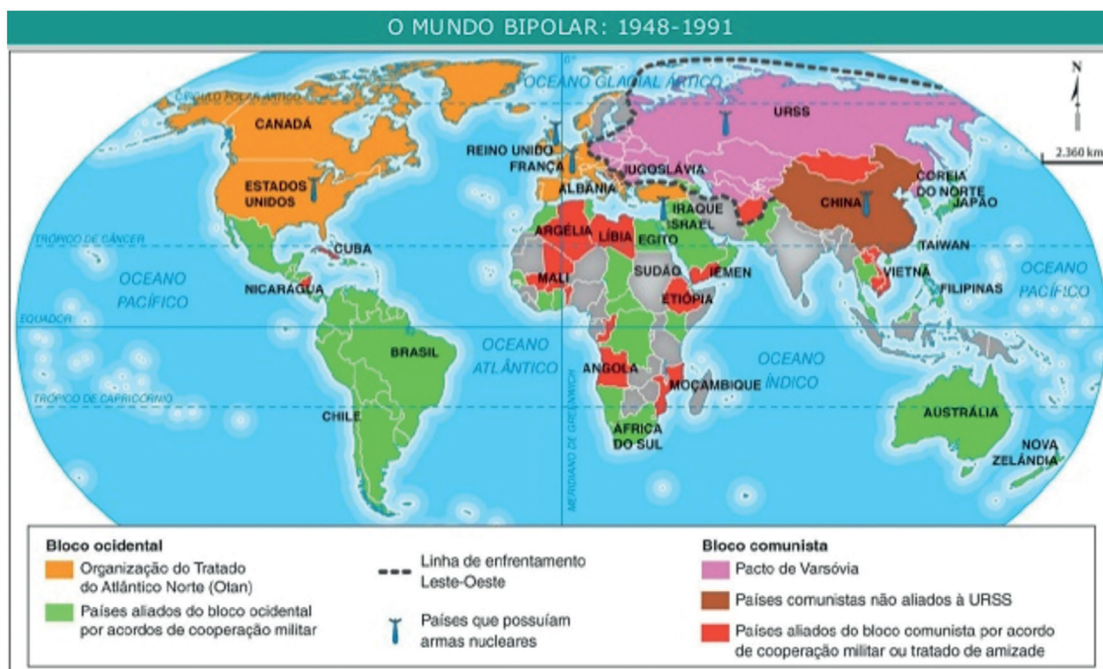 O MUNDO BIPOLAR: 1948-1991
OCEANO GLACIAL ÁRTICO
0°
N
CÍRCULO POLAR ÁRTICO
CANADÁ
URSS
REINO UNIDO
FRANÇA
IUGOSLÁVIA
2.360 km
ESTADOS
UNIDOS
ALBÂNIA
COREIA
DO NORTE
JAPÃO
CHINA
IRAQUE
ISRAEL
TRÓPICO DE CÂNCER
CUBA
ARGÉLIA
LÍBIA
EGITO
TAIWAN
OCEANO
PACÍFICO
NICARÁGUA
MALI
SUDÃO
IÊMEN
VIETNÃ
OCEANO
PACÍFICO
FILIPINAS
ETIÓPIA
EQUADOR
BRASIL
OCEANO
ATLÂNTICO
OCEANO
ÍNDICO
ANGOLA
MOÇAMBIQUE
TRÓPICO DE CAPRICÓRNIO
CHILE
MERIDIANO DE GREENWICH
ÁFRICA
DO SUL
AUSTRÁLIA
NOVA
ZELÂNDIA
Bloco ocidental
Organização do Tratado
do Atlântico Norte (Otan)
Países aliados do bloco ocidental
por acordos de cooperação militar
Linha de enfrentamento
Leste-Oeste
Países que possuíam
armas nucleares
Bloco comunista
Pacto de Varsóvia
Países comunistas não aliados à URSS
Países aliados do bloco comunista por acordo
de cooperação militar ou tratado de amizade